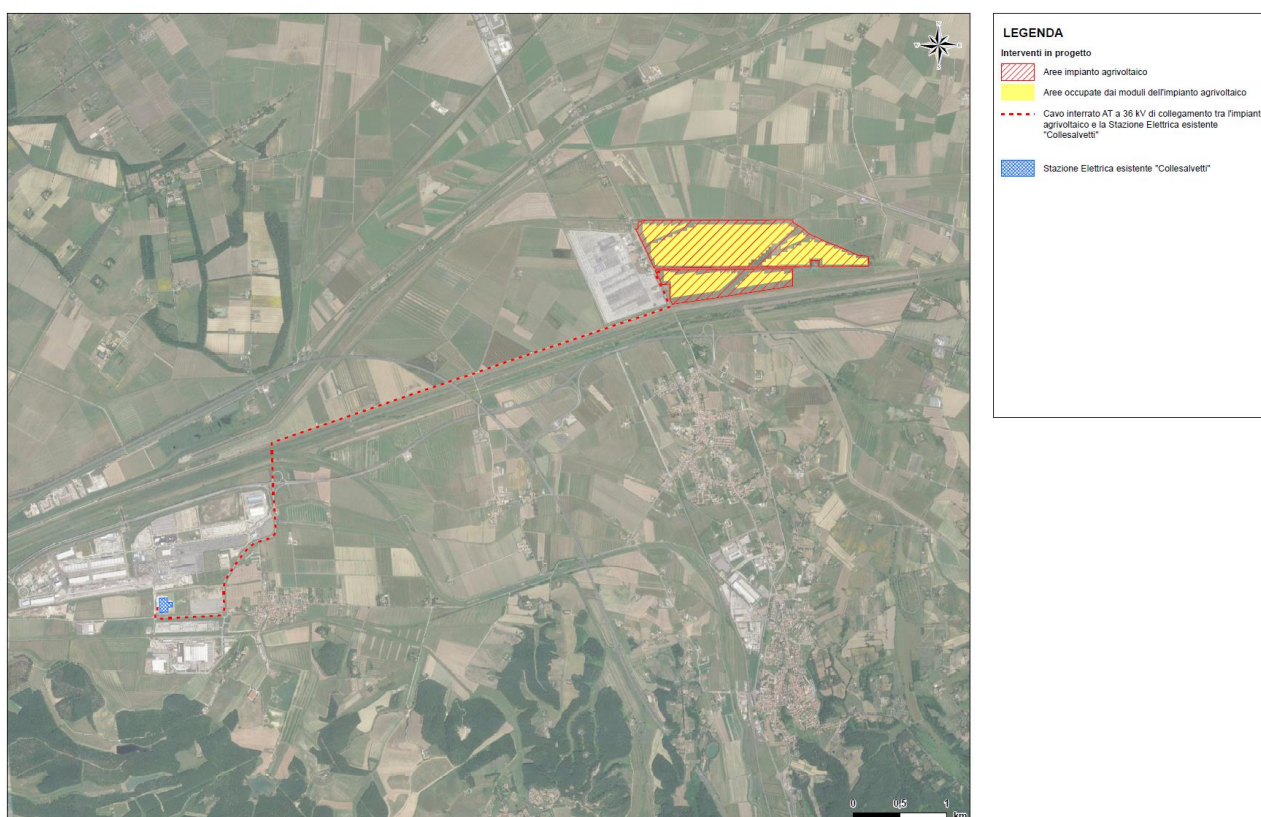 LEGENDA
Interventi in progetto
Aree impianto agrivoltaico
Aree occupate dai moduli dell'impianto agrivoltaico
Cavo interrato AT a 36 kV di collegamento tra l'impiant
agrivoltaico e la Stazione Elettrica esistente
"Collesalvetti"
Stazione Elettrica esistente "Collesalvetti"
0 0,5 1
km